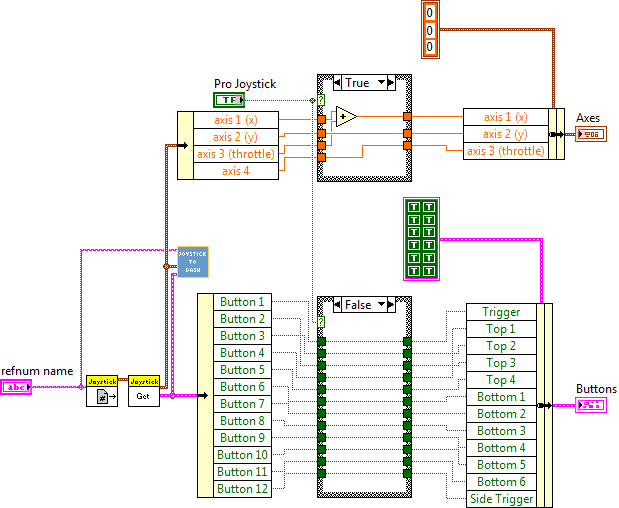 0
0
0
Pro Joystick
TF
True
?
+
axis 1 (x)
axis 2 (y)
axis 3 (throttle)
axis 4
axis 1 (x)
axis 2 (y)
axis 3 (throttle)
Axes
T T
T T
T T
T T
T T
T T
JOYSTICK
TO
DASH
False
?
Button 1
Button 2
Button 3
Button 4
Button 5
Button 6
Button 7
Button 8
Button 9
Button 10
Button 11
Button 12
Trigger
Top 1
Top 2
Top 3
Top 4
Bottom 1
Bottom 2
Bottom 3
Bottom 4
Bottom 5
Bottom 6
Side Trigger
Buttons
refnum name
abc
Joystick
#
Joystick
Get